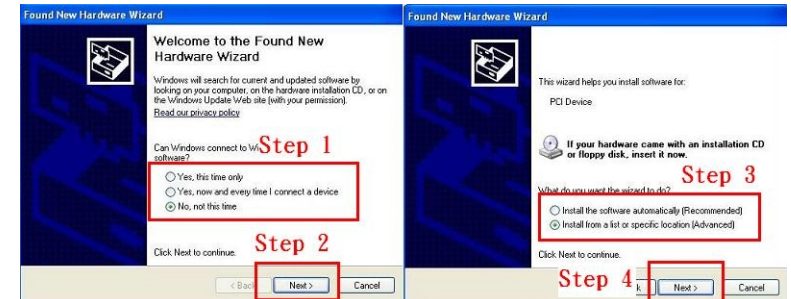 Found New Hardware Wizard
Welcome to the Found New
Hardware Wizard
Windows will search for current and updated software by
looking on your computer, on the hardware installation CD, or on
the Windows Update Web site (with your permission).
Read our privacy policy
Step 1
Can Windows connect to
software?
Yes, this time only
Yes, now and every time I connect a device
No, not this time
Step 2
Click Next to continue.
< Back
Next >
Cancel
Found New Hardware Wizard
This wizard helps you install software for:
PCI Device
If your hardware came with an installation CD
or floppy disk, insert it now.
Step 3
What do you want the wizard to do?
Install the software automatically (Recommended)
Install from a list or specific location (Advanced)
Click Next to continue.
Step 4
Next >
Cancel